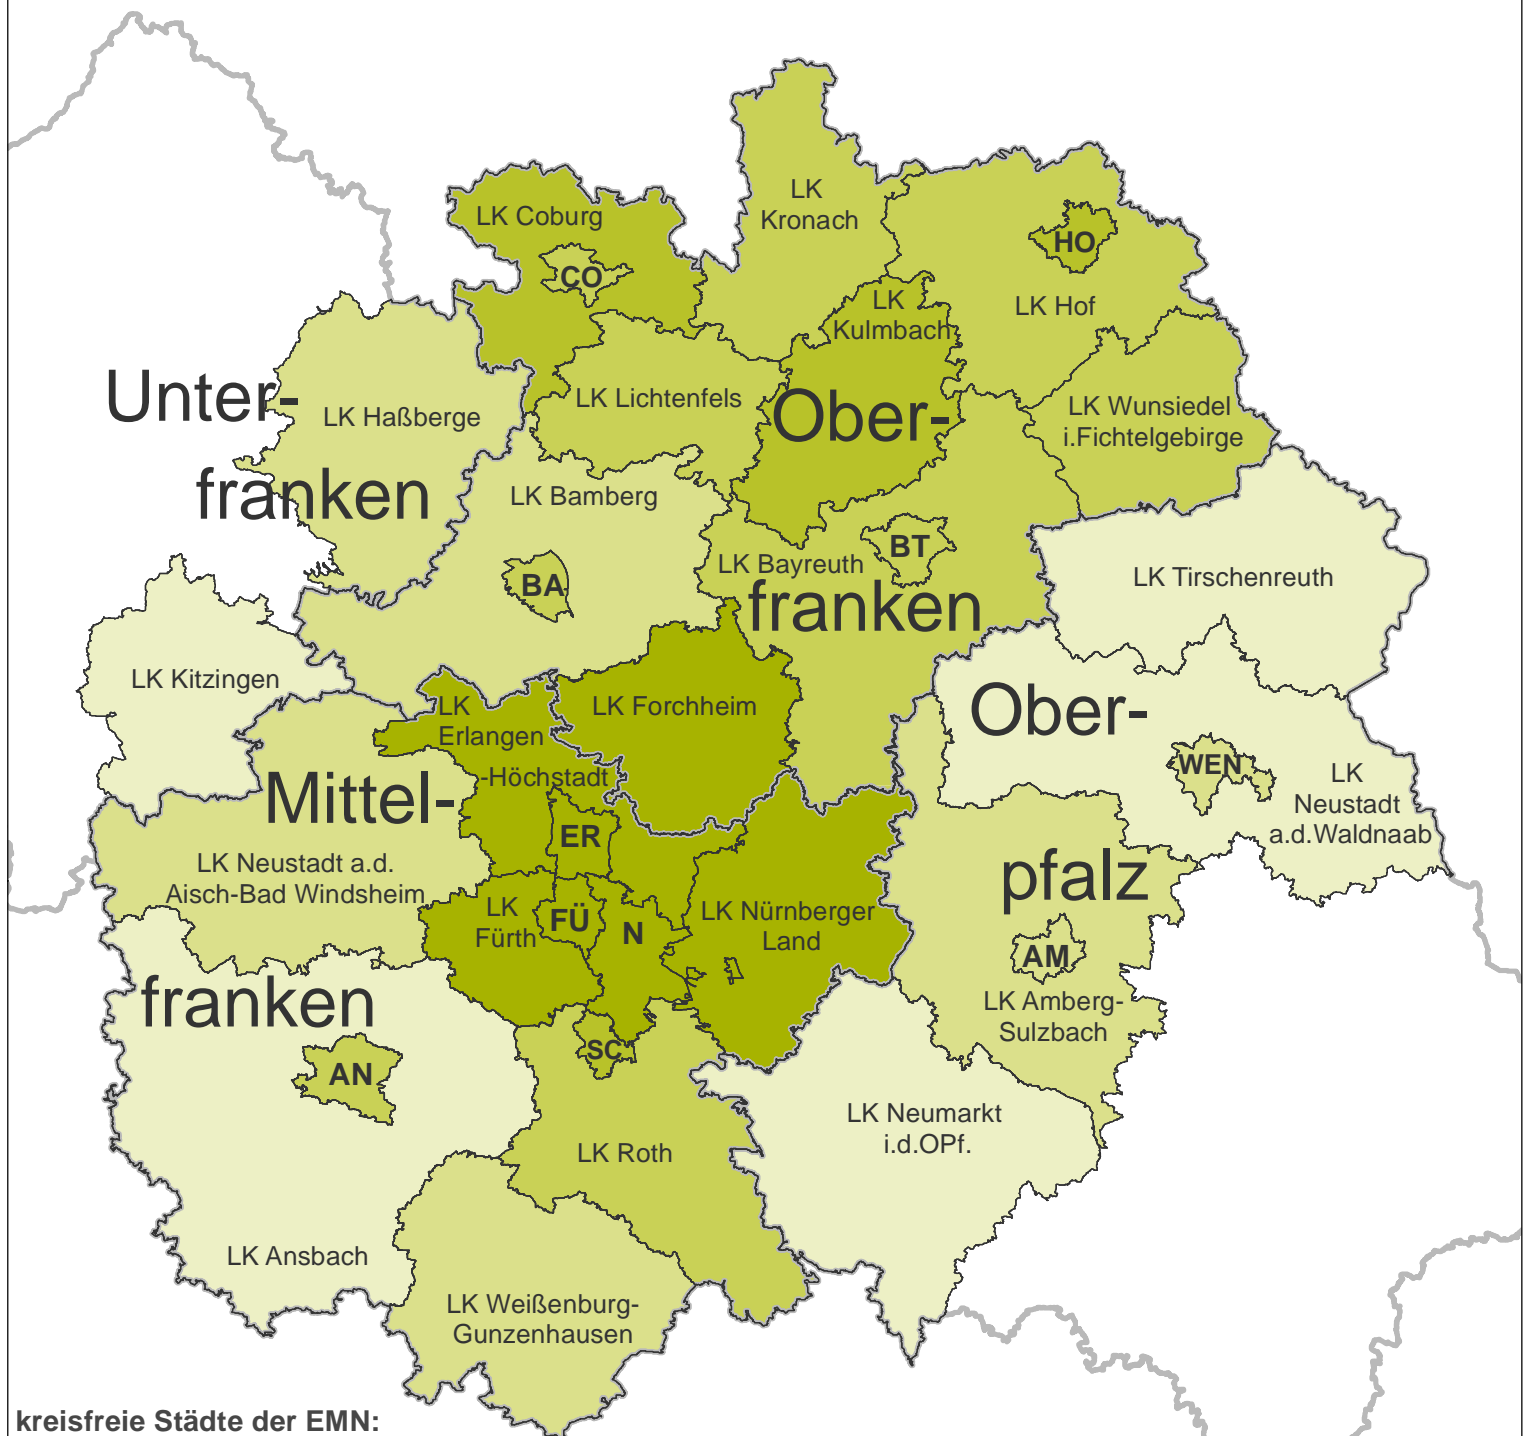 LK
Kronach
LK Coburg
CO
HO
LK Hof
LK
Kulmbach
Unter-
franken
LK Haßberge
LK Lichtenfels
Ober-
franken
LK Wunsiedel
i.Fichtelgebirge
LK Bamberg
BA
LK Bayreuth
BT
LK Tirschenreuth
LK Kitzingen
LK
Erlangen
-Höchstadt
LK Forchheim
Ober-
pfalz
WEN
LK
Neustadt
a.d.Waldnaab
Mittel-
franken
ER
LK Neustadt a.d.
Aisch-Bad Windsheim
LK
Fürth
FÜ
N
LK Nürnberger
Land
AM
LK Amberg-
Sulzbach
SC
AN
LK Neumarkt
i.d.OPf.
LK Roth
LK Ansbach
LK Weißenburg-
Gunzenhausen
kreisfreie Städte der EMN: